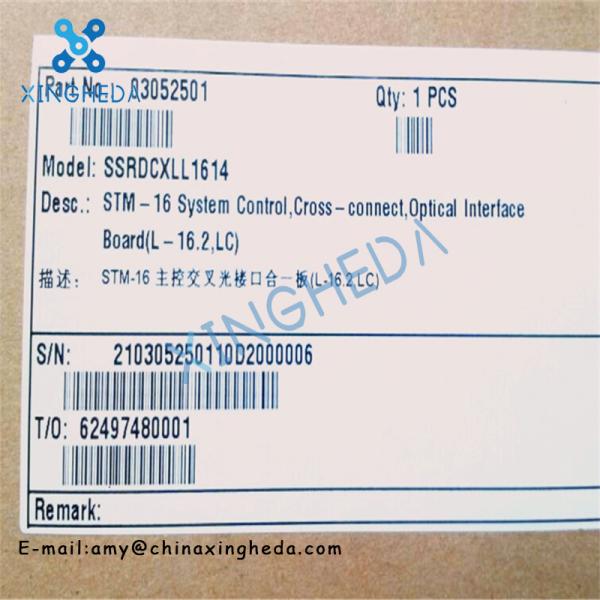 XINGHEDA
Part No. 03052501
Qty: 1 PCS
Model: SSRDCXLL1614
Desc.: STM-16 System Control,Cross-connect,Optical Interface
Board(L-16.2,LC)
描述: STM-16 主控交叉光接口合一板(L-16.2,LC)
XINGHEDA
S/N: 210305250110D2000006
T/O: 62497480001
Remark:
E-mail:amy@chinaxingheda.com